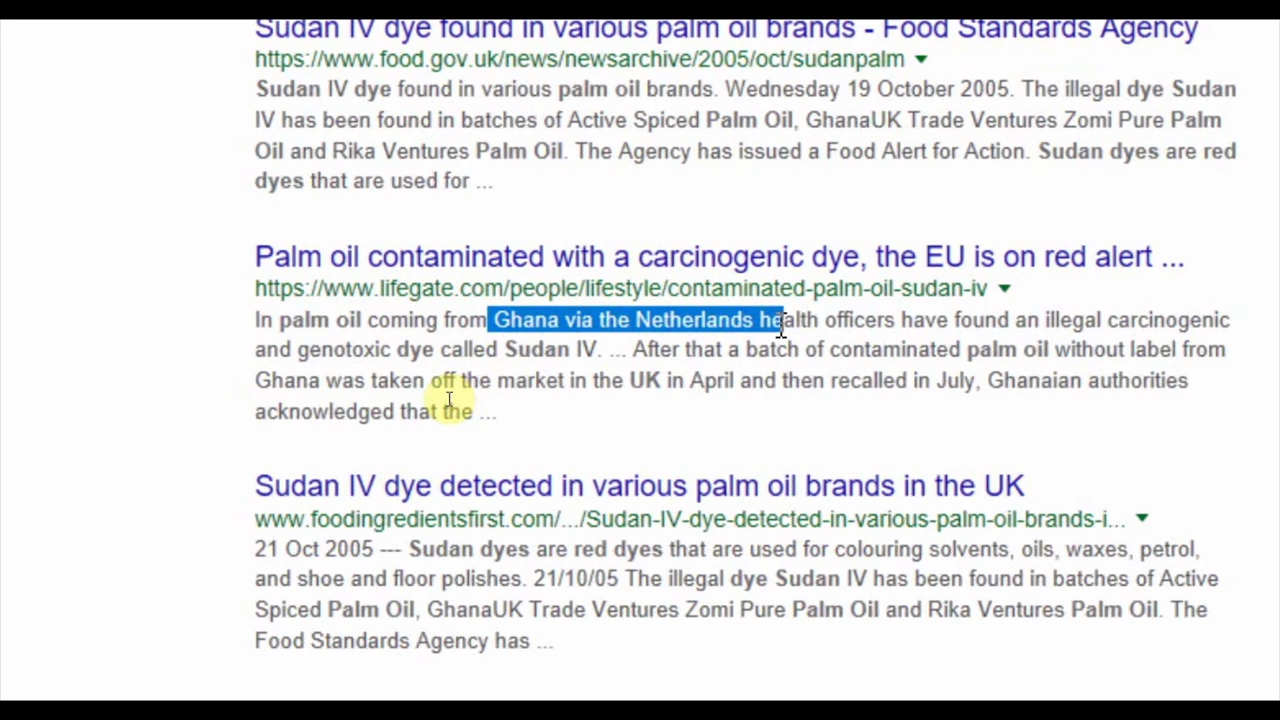 Sudan IV dye found in various palm oil brands - Food Standards Agency
https://www.food.gov.uk/news/newsarchive/2005/oct/sudanpalm
Sudan IV dye found in various palm oil brands. Wednesday 19 October 2005. The illegal dye Sudan
IV has been found in batches of Active Spiced Palm Oil, GhanaUK Trade Ventures Zomi Pure Palm
Oil and Rika Ventures Palm Oil. The Agency has issued a Food Alert for Action. Sudan dyes are red
dyes that are used for ...
Palm oil contaminated with a carcinogenic dye, the EU is on red alert ...
https://www.lifegate.com/people/lifestyle/contaminated-palm-oil-sudan-iv
In palm oil coming from Ghana via the Netherlands health officers have found an illegal carcinogenic
and genotoxic dye called Sudan IV. ... After that a batch of contaminated palm oil without label from
Ghana was taken off the market in the UK in April and then recalled in July, Ghanaian authorities
acknowledged that the ...
Sudan IV dye detected in various palm oil brands in the UK
www.foodingredientsfirst.com/.../Sudan-IV-dye-detected-in-various-palm-oil-brands-i...
21 Oct 2005 --- Sudan dyes are red dyes that are used for colouring solvents, oils, waxes, petrol,
and shoe and floor polishes. 21/10/05 The illegal dye Sudan IV has been found in batches of Active
Spiced Palm Oil, GhanaUK Trade Ventures Zomi Pure Palm Oil and Rika Ventures Palm Oil. The
Food Standards Agency has ...